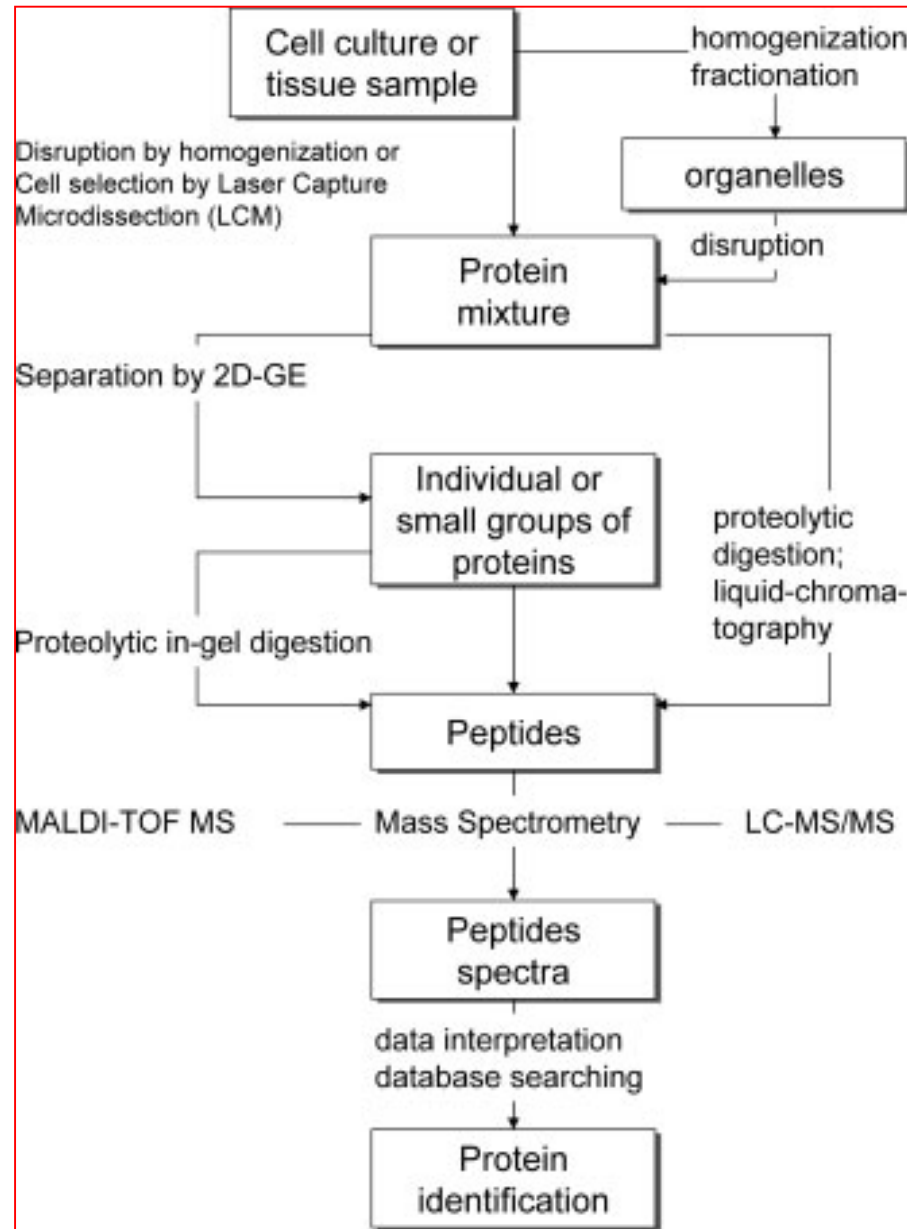 Cell culture or
tissue sample
homogenization
fractionation
Disruption by homogenization or
Cell selection by Laser Capture
Microdissection (LCM)
organelles
disruption
Protein
mixture
Separation by 2D-GE
Individual or
small groups of
proteins
proteolytic
digestion;
liquid-chroma-
tography
Proteolytic in-gel digestion
Peptides
MALDI-TOF MS Mass Spectrometry LC-MS/MS
Peptides
spectra
data interpretation
database searching
Protein
identification